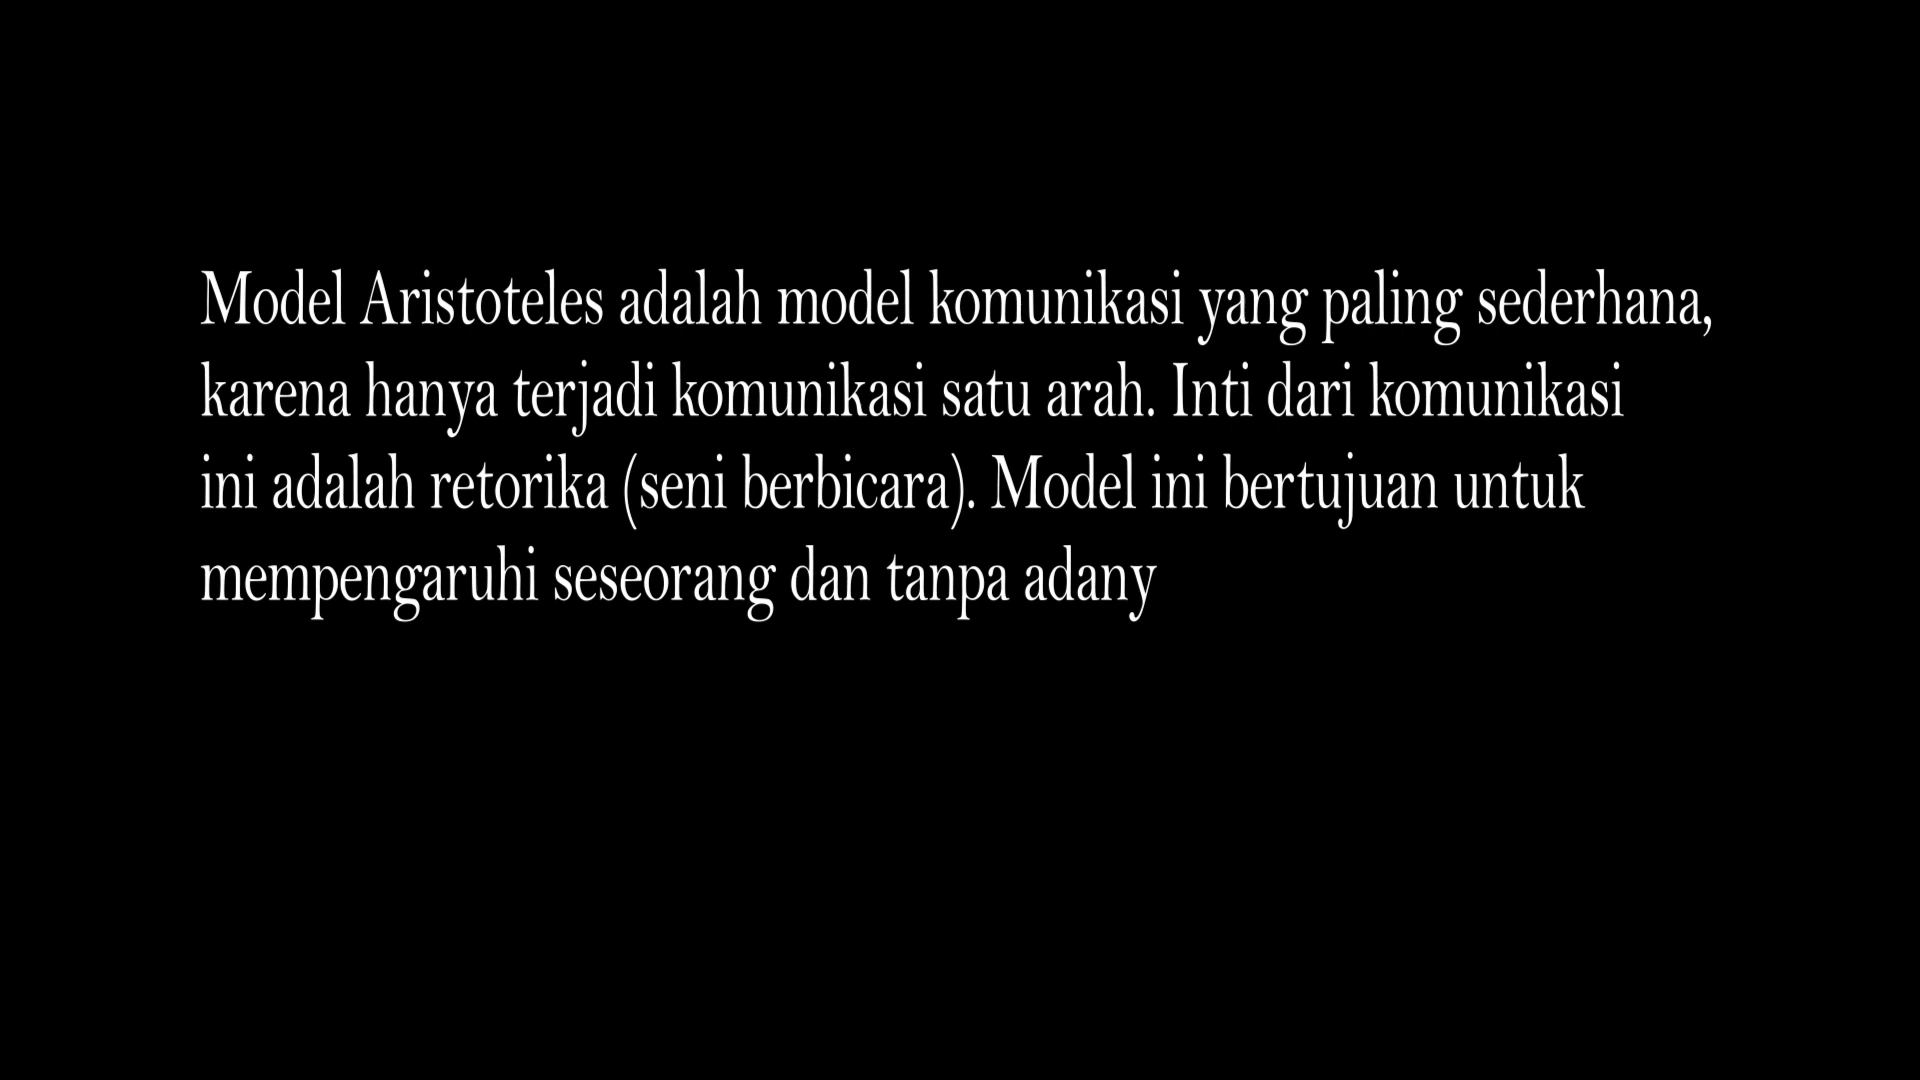 Model Aristoteles adalah model komunikasi yang paling sederhana,
karena hanya terjadi komunikasi satu arah. Inti dari komunikasi
ini adalah retorika (seni berbicara). Model ini bertujuan untuk
mempengaruhi seseorang dan tanpa adany